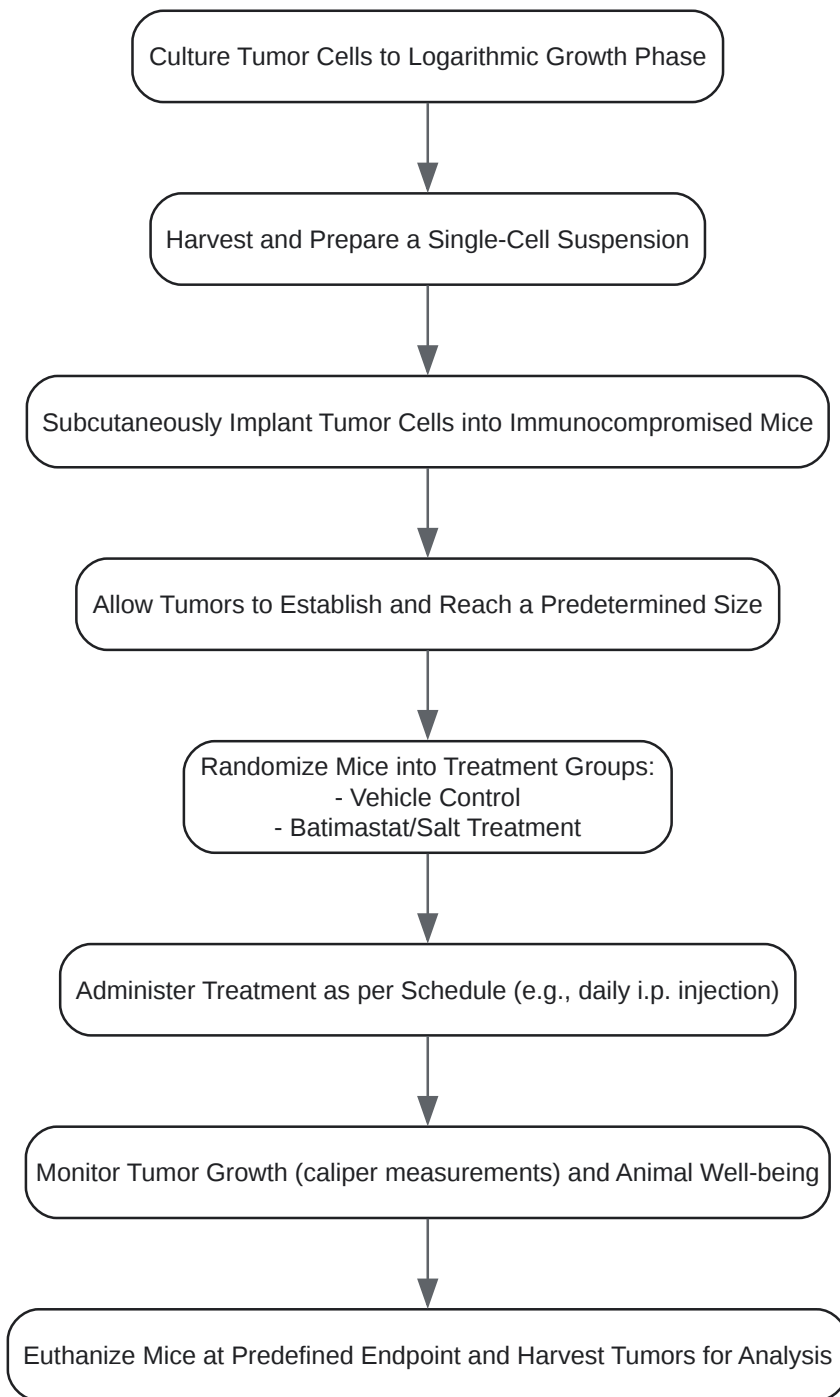 Culture Tumor Cells to Logarithmic Growth Phase
Harvest and Prepare a Single-Cell Suspension
Subcutaneously Implant Tumor Cells into Immunocompromised Mice
Allow Tumors to Establish and Reach a Predetermined Size
Randomize Mice into Treatment Groups:
- Vehicle Control
- Batimastat/Salt Treatment
Administer Treatment as per Schedule (e.g., daily i.p. injection)
Monitor Tumor Growth (caliper measurements) and Animal Well-being
Euthanize Mice at Predefined Endpoint and Harvest Tumors for Analysis